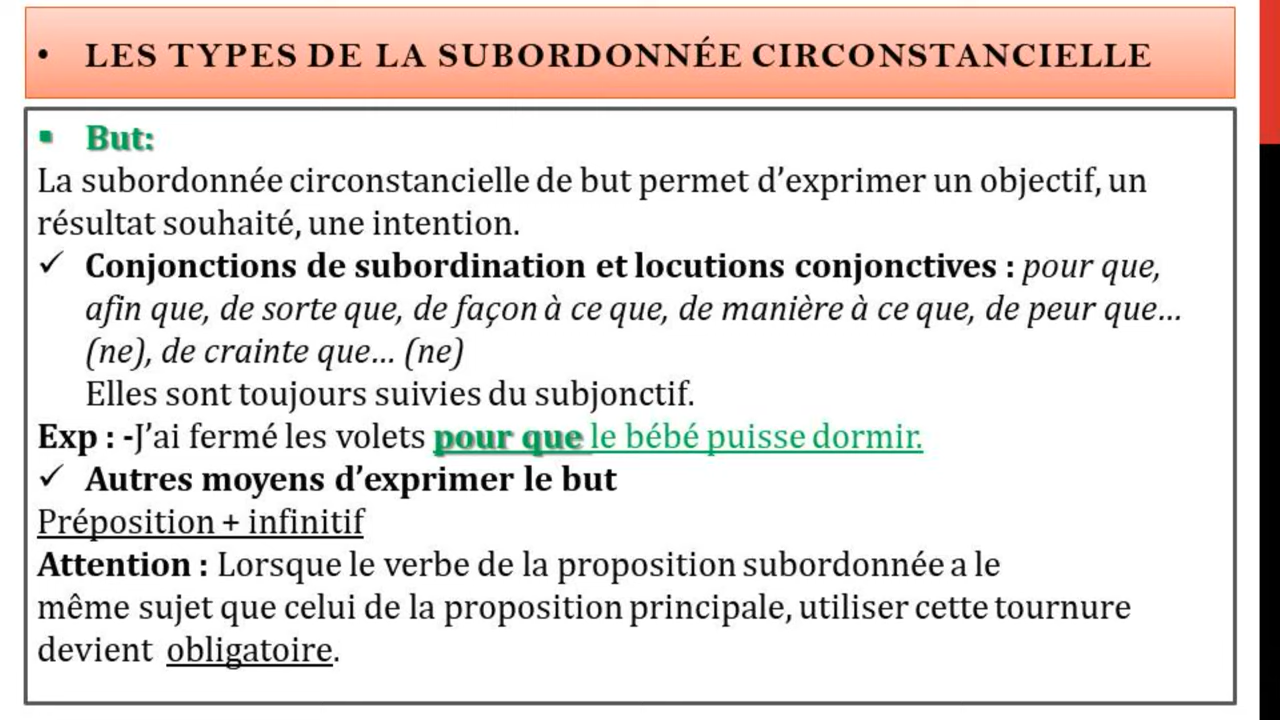 • LES TYPES DE LA SUBORDONNÉE CIRCONSTANCIELLE
▪ But:
La subordonnée circonstancielle de but permet d'exprimer un objectif, un
résultat souhaité, une intention.
✓ Conjonctions de subordination et locutions conjonctives : pour que,
afin que, de sorte que, de façon à ce que, de manière à ce que, de peur que…
(ne), de crainte que… (ne)
Elles sont toujours suivies du subjonctif.
Exp : -J'ai fermé les volets pour que le bébé puisse dormir.
✓ Autres moyens d'exprimer le but
Préposition + infinitif
Attention : Lorsque le verbe de la proposition subordonnée a le
même sujet que celui de la proposition principale, utiliser cette tournure
devient obligatoire.